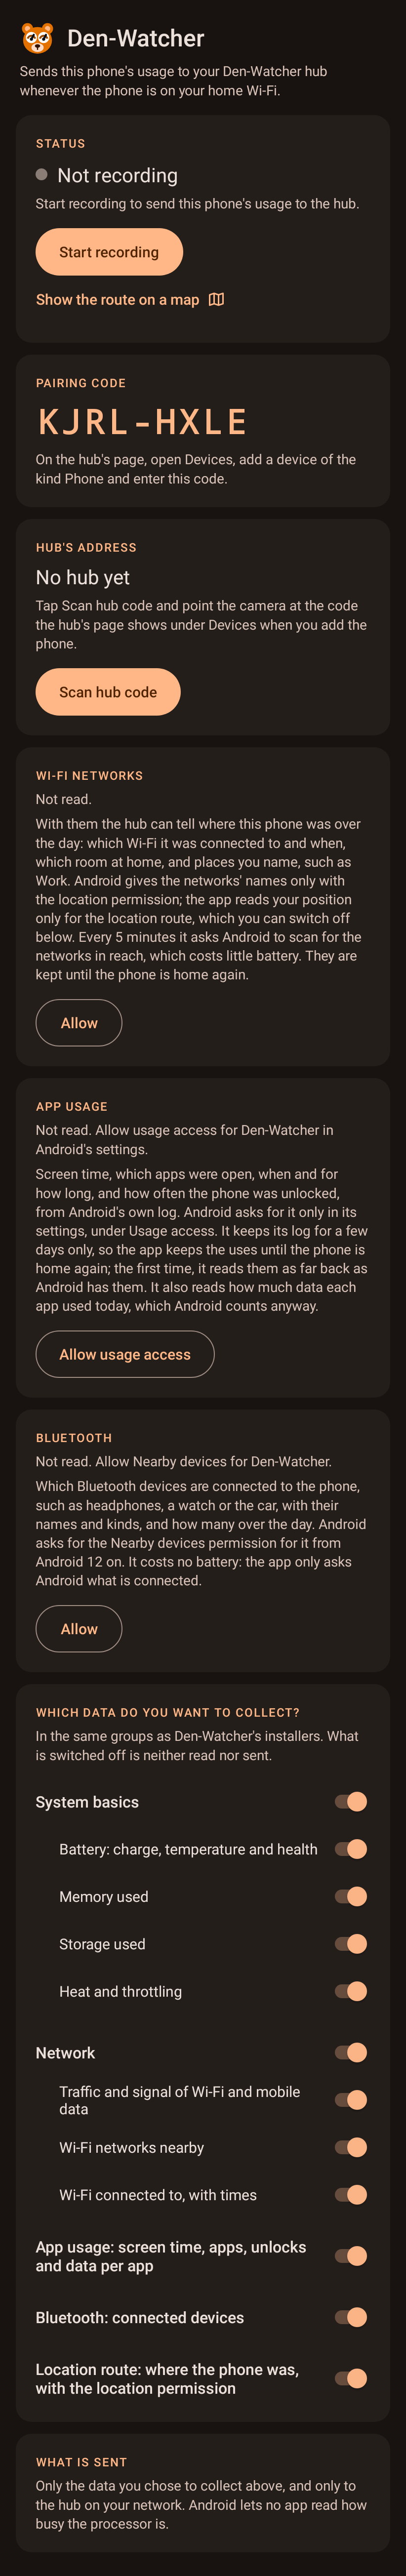 Den-Watcher
Sends this phone's usage to your Den-Watcher hub
whenever the phone is on your home Wi-Fi.
STATUS
Not recording
Start recording to send this phone's usage to the hub.
Start recording
Show the route on a map
PAIRING CODE
KJRL-HXLE
On the hub's page, open Devices, add a device of the
kind Phone and enter this code.
HUB'S ADDRESS
No hub yet
Tap Scan hub code and point the camera at the code
the hub's page shows under Devices when you add the
phone.
Scan hub code
WI-FI NETWORKS
Not read.
With them the hub can tell where this phone was over
the day: which Wi-Fi it was connected to and when,
which room at home, and places you name, such as
Work. Android gives the networks' names only with
the location permission; the app reads your position
only for the location route, which you can switch off
below. Every 5 minutes it asks Android to scan for the
networks in reach, which costs little battery. They are
kept until the phone is home again.
Allow
APP USAGE
Not read. Allow usage access for Den-Watcher in
Android's settings.
Screen time, which apps were open, when and for
how long, and how often the phone was unlocked,
from Android's own log. Android asks for it only in its
settings, under Usage access. It keeps its log for a few
days only, so the app keeps the uses until the phone is
home again; the first time, it reads them as far back as
Android has them. It also reads how much data each
app used today, which Android counts anyway.
Allow usage access
BLUETOOTH
Not read. Allow Nearby devices for Den-Watcher.
Which Bluetooth devices are connected to the phone,
such as headphones, a watch or the car, with their
names and kinds, and how many over the day. Android
asks for the Nearby devices permission for it from
Android 12 on. It costs no battery: the app only asks
Android what is connected.
Allow
WHICH DATA DO YOU WANT TO COLLECT?
In the same groups as Den-Watcher's installers. What
is switched off is neither read nor sent.
System basics
Battery: charge, temperature and health
Memory used
Storage used
Heat and throttling
Network
Traffic and signal of Wi-Fi and mobile
data
Wi-Fi networks nearby
Wi-Fi connected to, with times
App usage: screen time, apps, unlocks
and data per app
Bluetooth: connected devices
Location route: where the phone was,
with the location permission
WHAT IS SENT
Only the data you chose to collect above, and only to
the hub on your network. Android lets no app read how
busy the processor is.